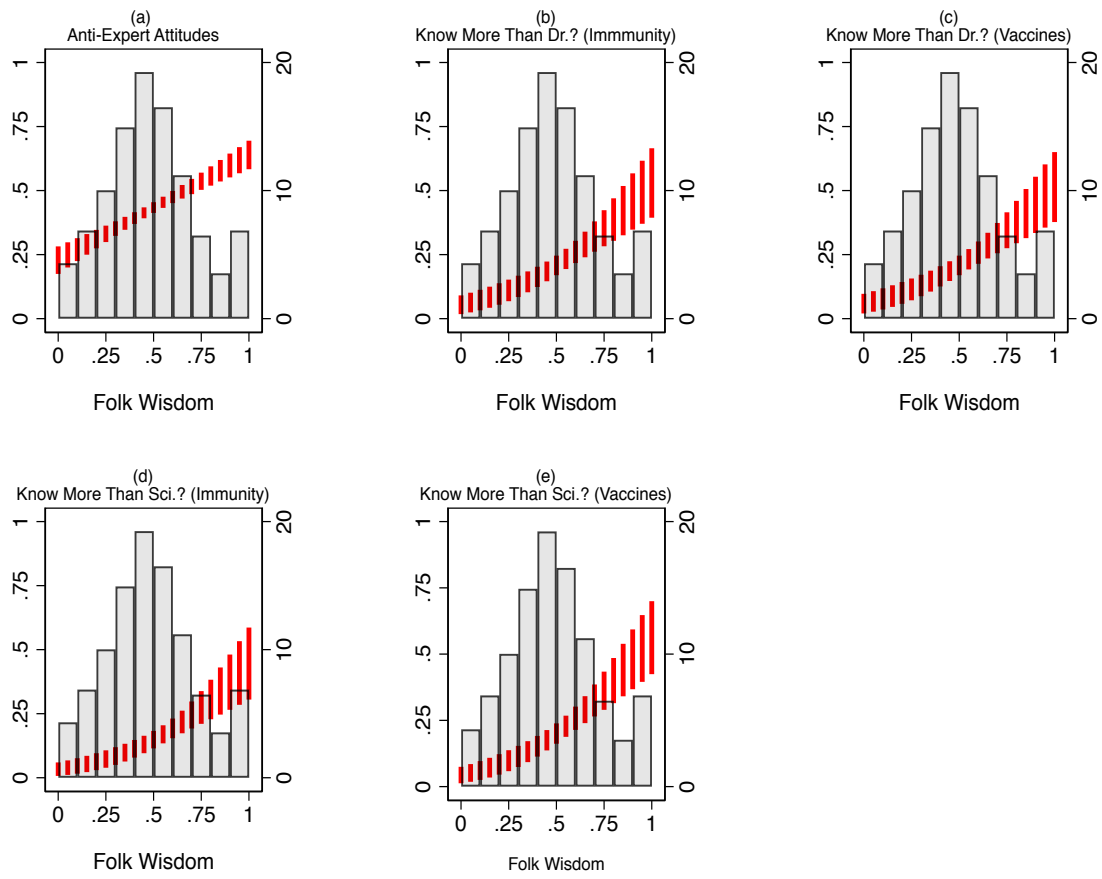 (a)
Anti-Expert Attitudes
1
.75
.5
.25
0
20
10
0
0 .25 .5 .75 1
Folk Wisdom
(b)
Know More Than Dr.? (Immmunity)
1
.75
.5
.25
0
20
10
0
0 .25 .5 .75 1
Folk Wisdom
(c)
Know More Than Dr.? (Vaccines)
1
.75
.5
.25
0
20
10
0
0 .25 .5 .75 1
Folk Wisdom
(d)
Know More Than Sci.? (Immunity)
1
.75
.5
.25
0
20
10
0
0 .25 .5 .75 1
Folk Wisdom
(e)
Know More Than Sci.? (Vaccines)
1
.75
.5
.25
0
20
10
0
0 .25 .5 .75 1
Folk Wisdom